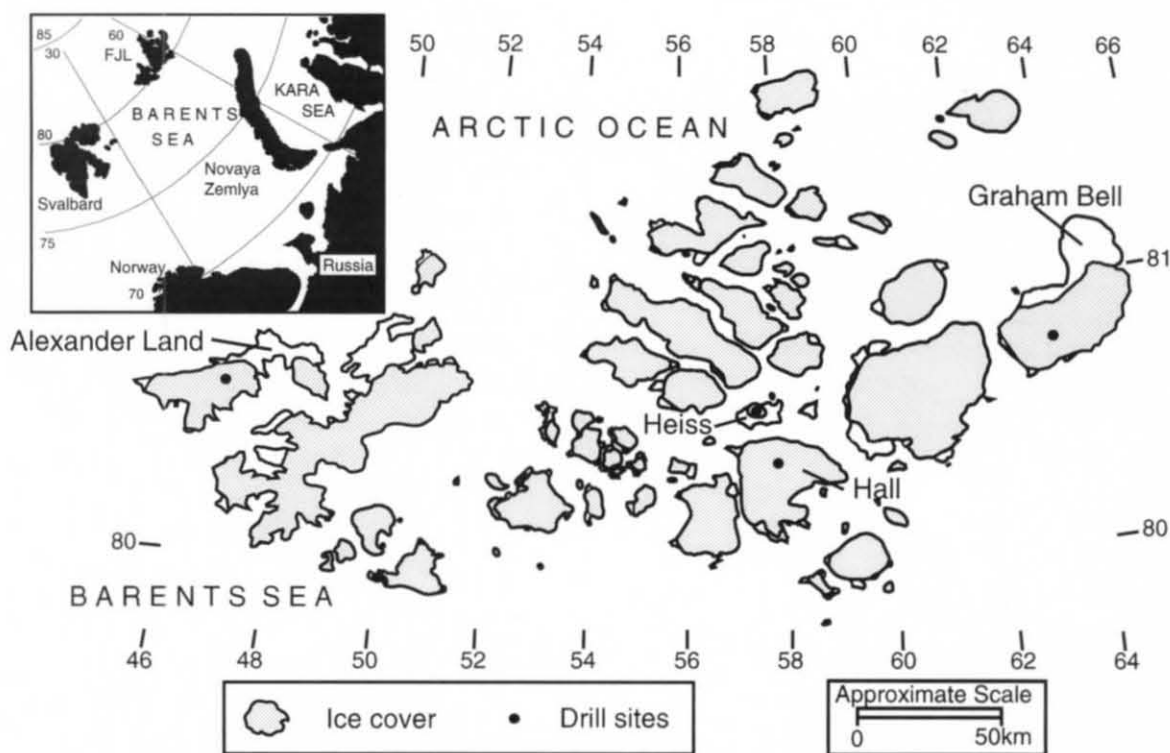 85
30
60
FJL
KARA
SEA
BARENTS
SEA
80
Novaya
Zemlya
Svalbard
75
Norway
Russia
70
50 52 54 56 58 60 62 64 66
ARCTIC OCEAN
Graham Bell
81
Alexander Land
Heiss
Hall
80
80
BARENTS SEA
46 48 50 52 54 56 58 60 62 64
Ice cover
Drill sites
Approximate Scale
0 50km